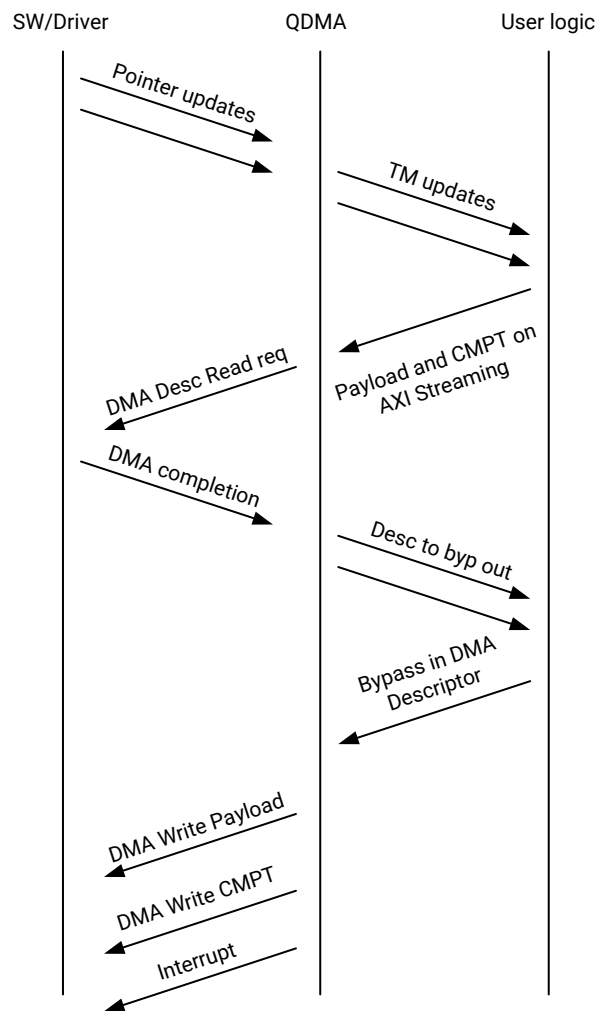 SW/Driver
QDMA
User logic
Pointer updates
TM updates
Payload and CMPT on
AXI Streaming
DMA Desc Read req
DMA completion
Desc to byp out
Bypass in DMA
Descriptor
DMA Write Payload
DMA Write CMPT
Interrupt